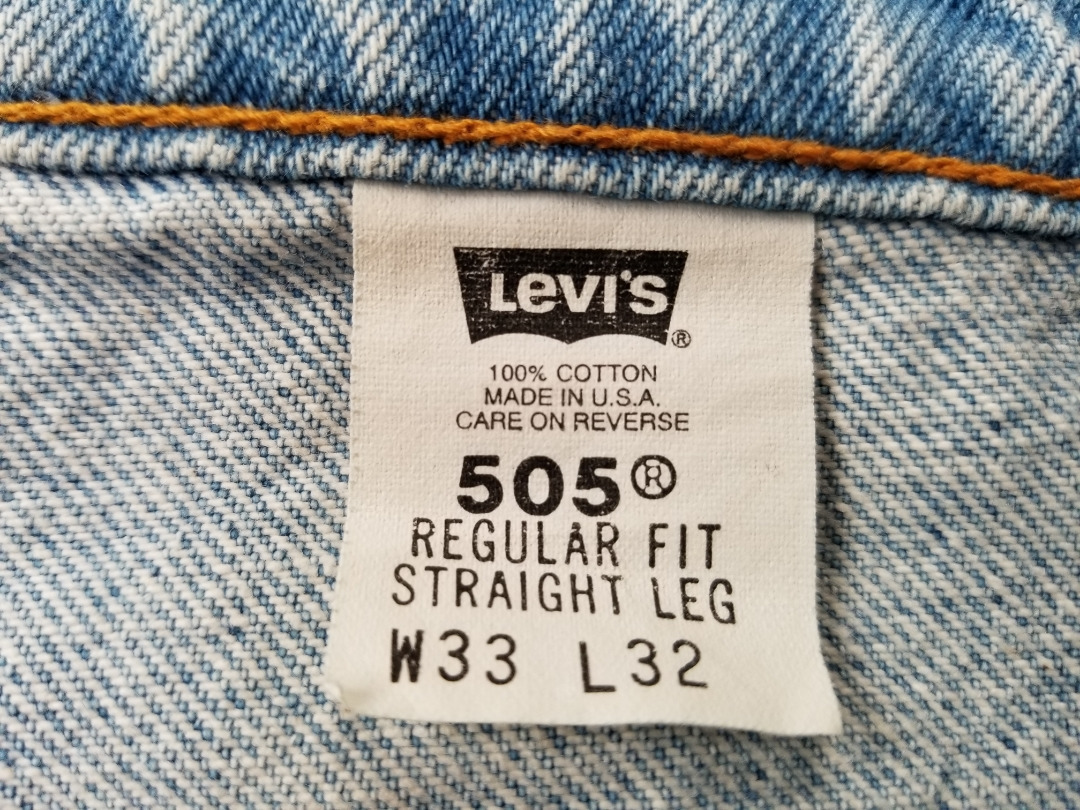 Levi's
®
100% COTTON
MADE IN U.S.A.
CARE ON REVERSE
505®
REGULAR FIT
STRAIGHT LEG
W33 L32